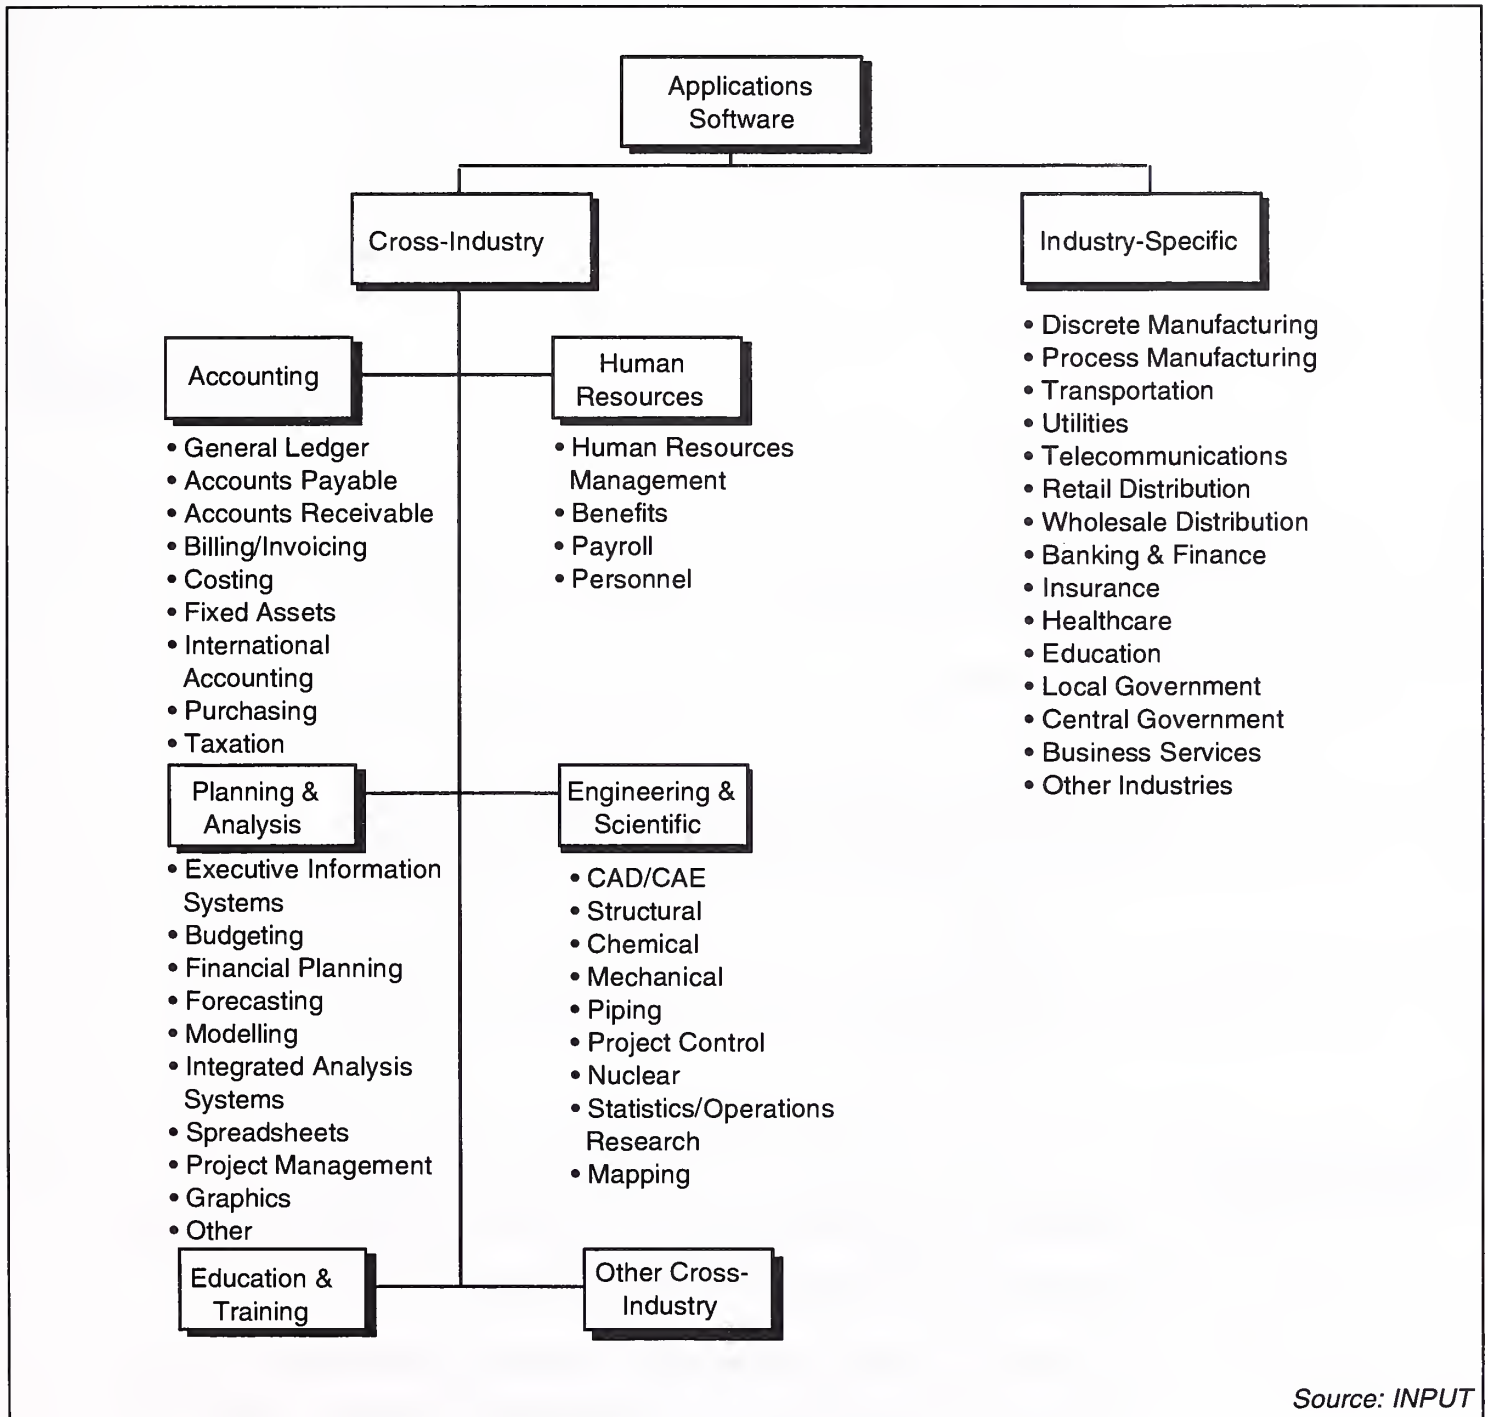 Applications
Software
Cross-Industry
Industry-Specific
Accounting
• General Ledger
• Accounts Payable
• Accounts Receivable
• Billing/Invoicing
• Costing
• Fixed Assets
• International
Accounting
• Purchasing
• Taxation
Human
Resources
• Human Resources
Management
• Benefits
• Payroll
• Personnel
Planning &
Analysis
• Executive Information
Systems
• Budgeting
• Financial Planning
• Forecasting
• Modelling
• Integrated Analysis
Systems
• Spreadsheets
• Project Management
• Graphics
• Other
Engineering &
Scientific
• CAD/CAE
• Structural
• Chemical
• Mechanical
• Piping
• Project Control
• Nuclear
• Statistics/Operations
Research
• Mapping
Education &
Training
Other Cross-
Industry
• Discrete Manufacturing
• Process Manufacturing
• Transportation
• Utilities
• Telecommunications
• Retail Distribution
• Wholesale Distribution
• Banking & Finance
• Insurance
• Healthcare
• Education
• Local Government
• Central Government
• Business Services
• Other Industries
Source: INPUT